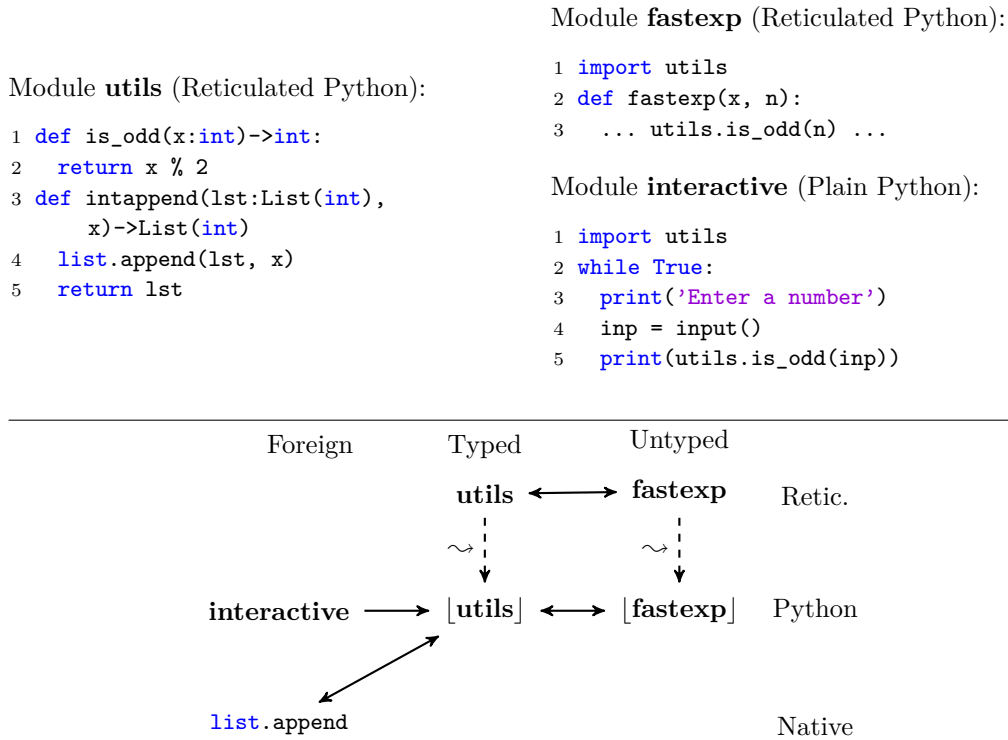 Module utils (Reticulated Python):
1 def is_odd(x:int)->int:
2   return x % 2
3 def intappend(lst:List(int),
x)->List(int)
4   list.append(lst, x)
5   return lst
Module fastexp (Reticulated Python):
1 import utils
2 def fastexp(x, n):
3   ... utils.is_odd(n) ...
Module interactive (Plain Python):
1 import utils
2 while True:
3   print('Enter a number')
4   inp = input()
5   print(utils.is_odd(inp))
Foreign Typed Untyped
utils fastexp Retic.
⤳ ⤳
interactive ⌊utils⌋ ⌊fastexp⌋ Python
list.append Native